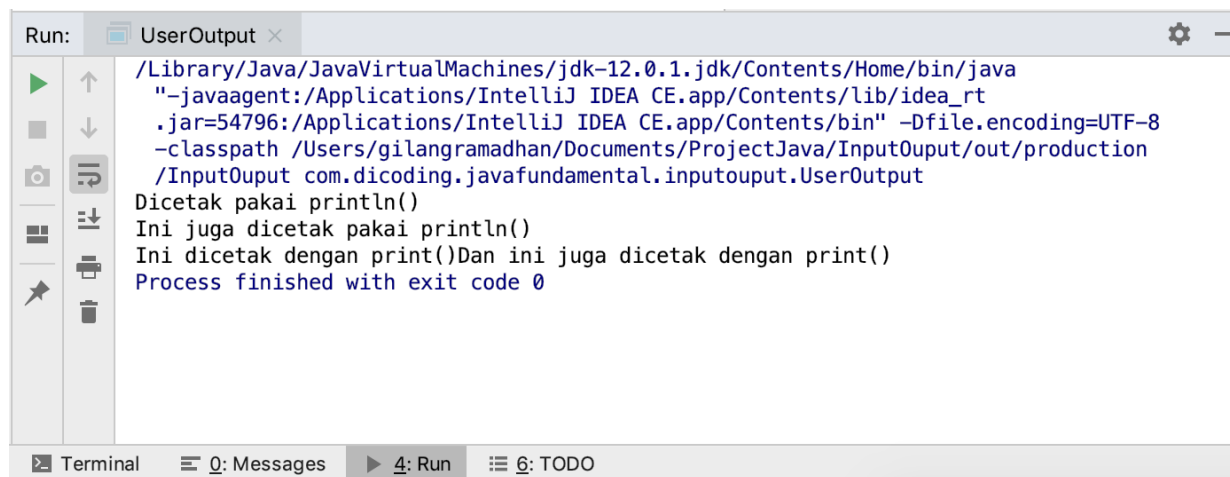 Run: UserOutput
/Library/Java/JavaVirtualMachines/jdk-12.0.1.jdk/Contents/Home/bin/java
"-javaagent:/Applications/IntelliJ IDEA CE.app/Contents/lib/idea_rt
.jar=54796:/Applications/IntelliJ IDEA CE.app/Contents/bin" -Dfile.encoding=UTF-8
-classpath /Users/gilangramadhan/Documents/ProjectJava/InputOuput/out/production
/InputOuput com.dicoding.javafundamental.inputouput.UserOutput
Dicetak pakai println()
Ini juga dicetak pakai println()
Ini dicetak dengan print()Dan ini juga dicetak dengan print()
Process finished with exit code 0
Terminal 0: Messages 4: Run 6: TODO